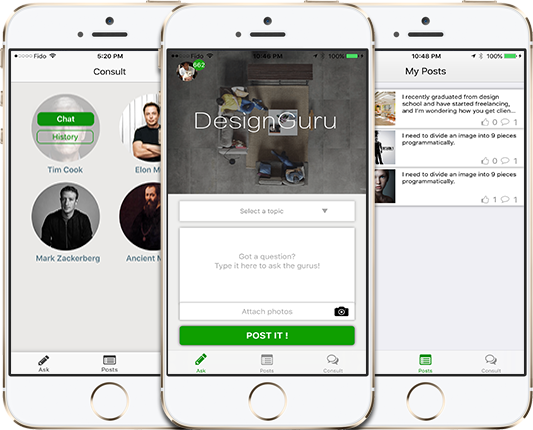 Fido
5:20 PM
Consult
Chat
History
Tim Cook
Elon M
Mark Zackerberg
Ancient M
Ask
Posts
Fido
10:46 PM
100%
662
DesignGuru
Select a topic
Got a question?
Type it here to ask the gurus!
Attach photos
POST IT !
Ask
Posts
Consult
10:48 PM
100%
My Posts
I recently graduated from design
school and have started freelancing,
and I'm wondering how you get clien...
0 1
I need to divide an image into 9 pieces
programmatically.
0 1
I need to divide an image into 9 pieces
programmatically.
1 1
Posts
Consult